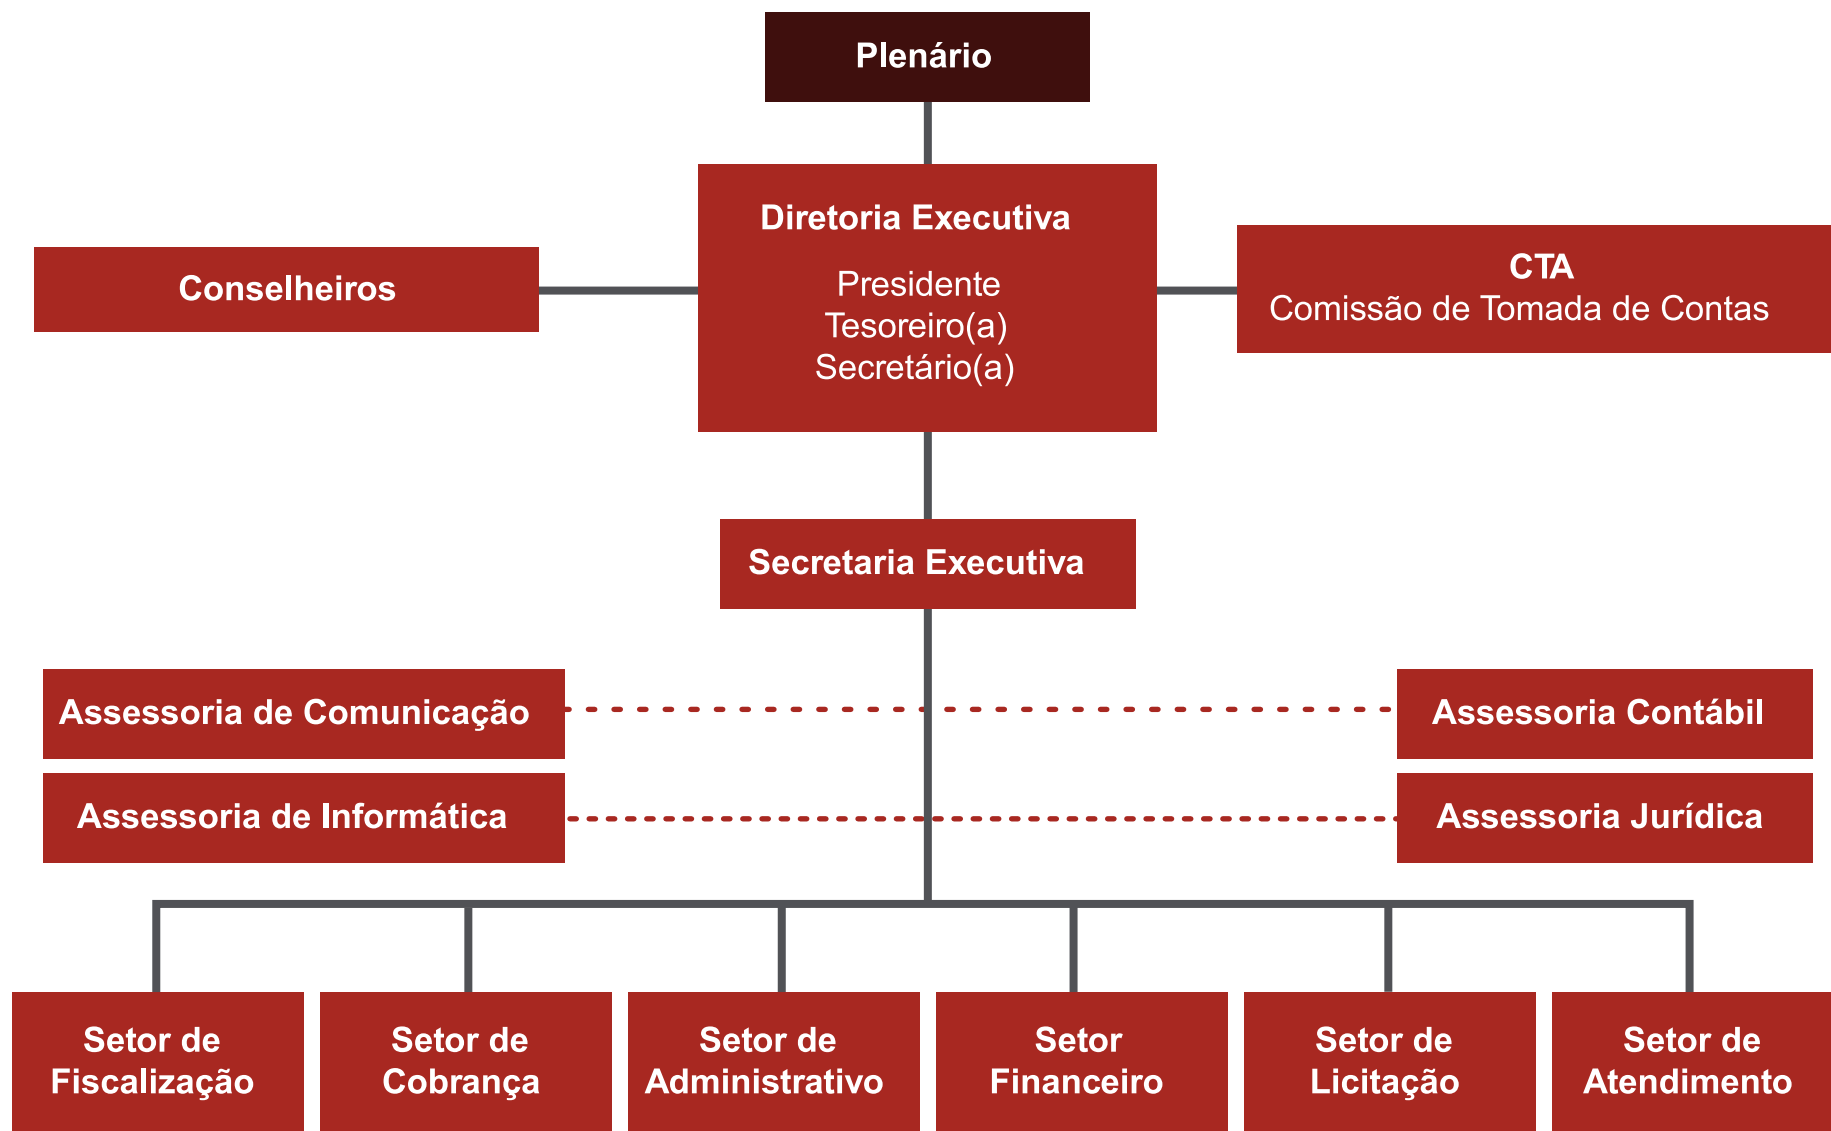 Plenário
Diretoria Executiva
Presidente
Tesoreiro(a)
Secretário(a)
Conselheiros
CTA
Comissão de Tomada de Contas
Secretaria Executiva
Assessoria de Comunicação
Assessoria Contábil
Assessoria de Informática
Assessoria Jurídica
Setor de
Fiscalização
Setor de
Cobrança
Setor de
Administrativo
Setor
Financeiro
Setor de
Licitação
Setor de
Atendimento